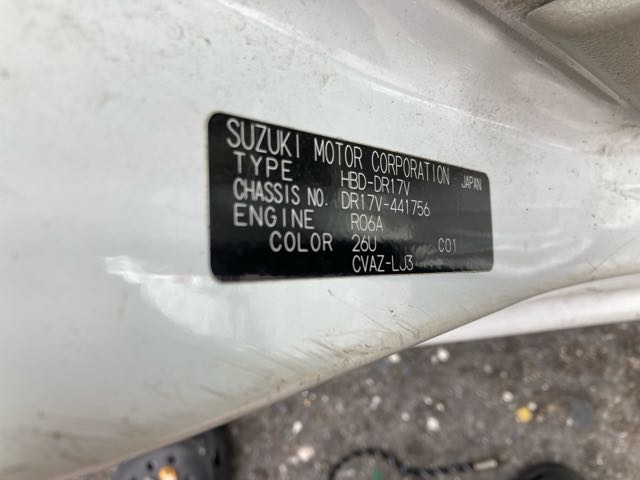 SUZUKI MOTOR CORPORATION JAPAN
TYPE HBD-DR17V
CHASSIS NO. DR17V-441756
ENGINE R06A
COLOR 26U C01
CVAZ-LJ3